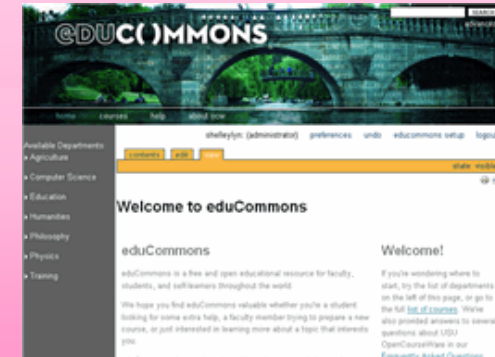 SEARCH
eDUC( )MMONS
advanced
home courses help about ocw
shelleylyn: (administrator) preferences undo educommons setup logout
Available Departments
Agriculture
contents edit view
Computer Science
state: visible
Education
Humanities
Philosophy
Physics
Training
Welcome to eduCommons
eduCommons
eduCommons is a free and open educational resource for faculty,
students, and self-learners throughout the world.
We hope you find eduCommons valuable whether you're a student
looking for some extra help, a faculty member trying to prepare a new
course, or just interested in learning more about a topic that interests
you.
Welcome!
If you're wondering where to
start, try the list of departments
on the left of this page, or go to
the full list of courses. We've
also provided answers to several
questions about USU
OpenCourseWare in our
Frequently Asked Questions